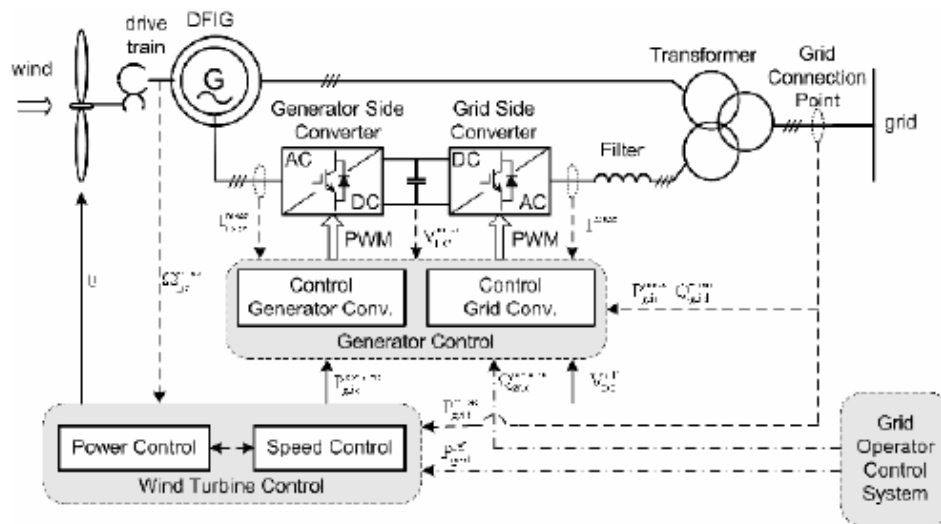 drive
train
DFIG
wind
G
Generator Side
Converter
Grid Side
Converter
Transformer
Grid
Connection
Point
grid
Filter
AC
DC
DC
AC
PWM
PWM
Control
Generator Conv.
Control
Grid Conv.
Generator Control
Power Control
Speed Control
Wind Turbine Control
Grid
Operator
Control
System